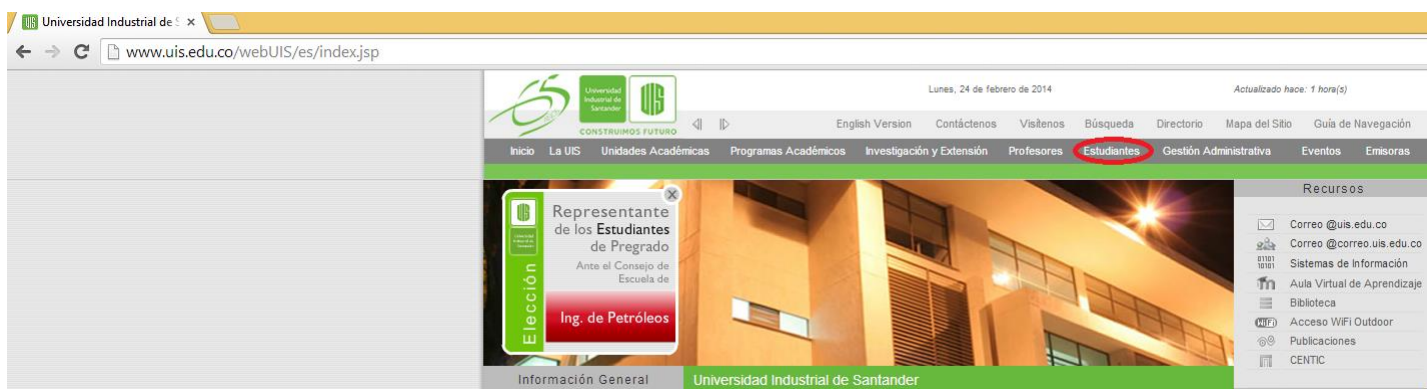 Universidad Industrial de S
www.uis.edu.co/webUIS/es/index.jsp
Universidad
Industrial de
Santander
UIS
CONSTRUIMOS FUTURO
Lunes, 24 de febrero de 2014
Actualizado hace: 1 hora(s)
English Version Contáctenos Visítenos Búsqueda Directorio Mapa del Sitio Guía de Navegación
Inicio La UIS Unidades Académicas Programas Académicos Investigación y Extensión Profesores Estudiantes Gestión Administrativa Eventos Emisoras
Elección
Representante
de los Estudiantes
de Pregrado
Ante el Consejo de
Escuela de
Ing. de Petróleos
Recursos
Correo @uis.edu.co
Correo @correo.uis.edu.co
Sistemas de Información
Aula Virtual de Aprendizaje
Biblioteca
Acceso WiFi Outdoor
Publicaciones
CENTIC
Información General
Universidad Industrial de Santander